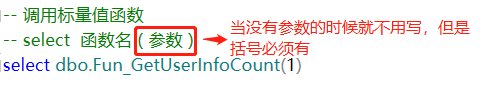 -- 调用标量值函数
-- select 函数名 ( 参数 )
select dbo.Fun_GetUserInfoCount(1)
当没有参数的时候就不用写，但是
括号必须有